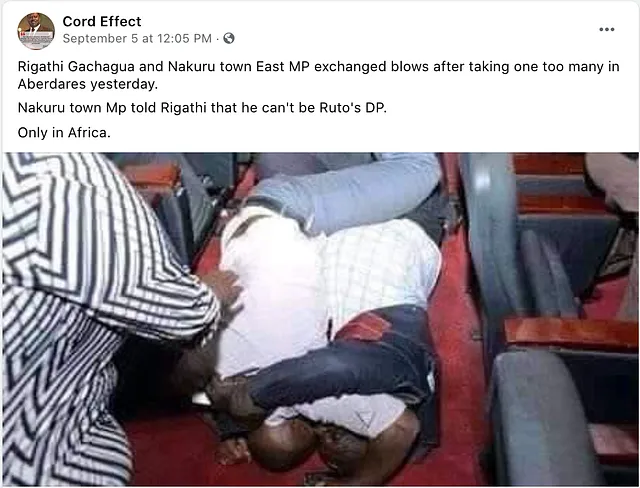 Cord Effect
September 5 at 12:05 PM ·
Rigathi Gachagua and Nakuru town East MP exchanged blows after taking one too many in
Aberdares yesterday.
Nakuru town Mp told Rigathi that he can't be Ruto's DP.
Only in Africa.